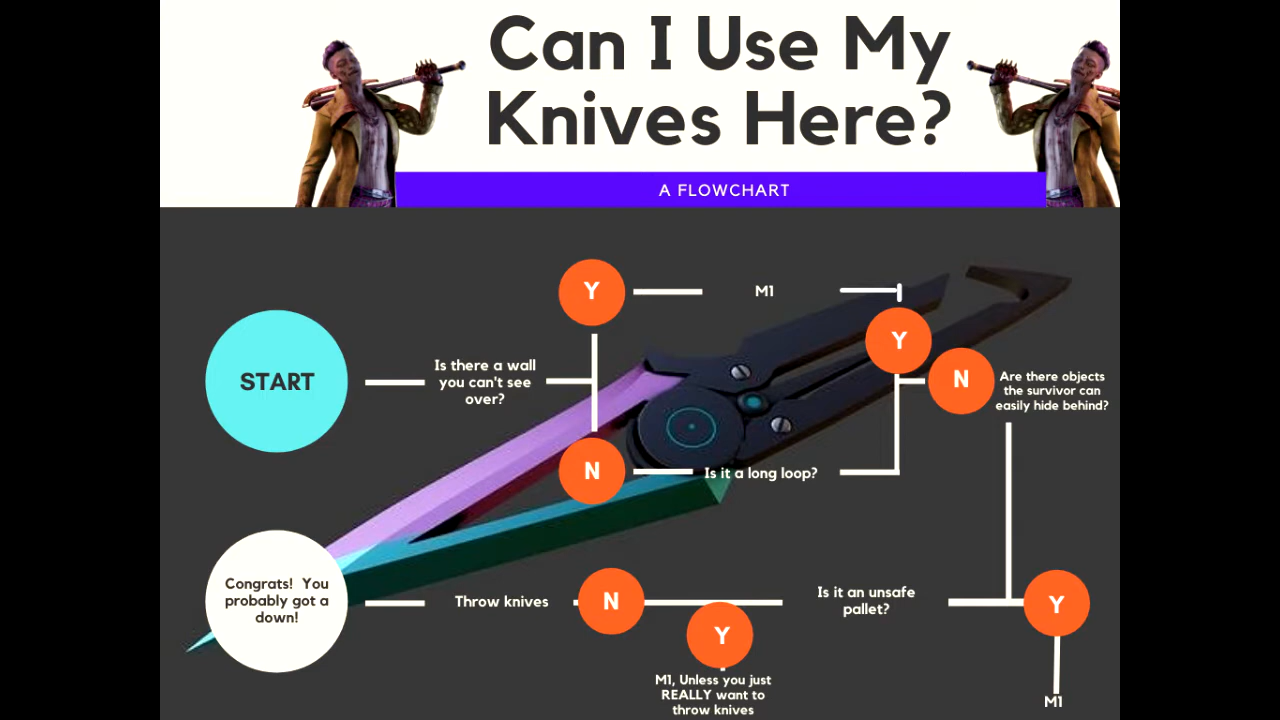 Can I Use My
Knives Here?
A FLOWCHART
START
Is there a wall
you can't see
over?
Y
M1
N
Is it a long loop?
Y
N
Are there objects
the survivor can
easily hide behind?
Y
M1
Is it an unsafe
pallet?
Y
M1, Unless you just
REALLY want to
throw knives
N
Throw knives
Congrats! You
probably got a
down!